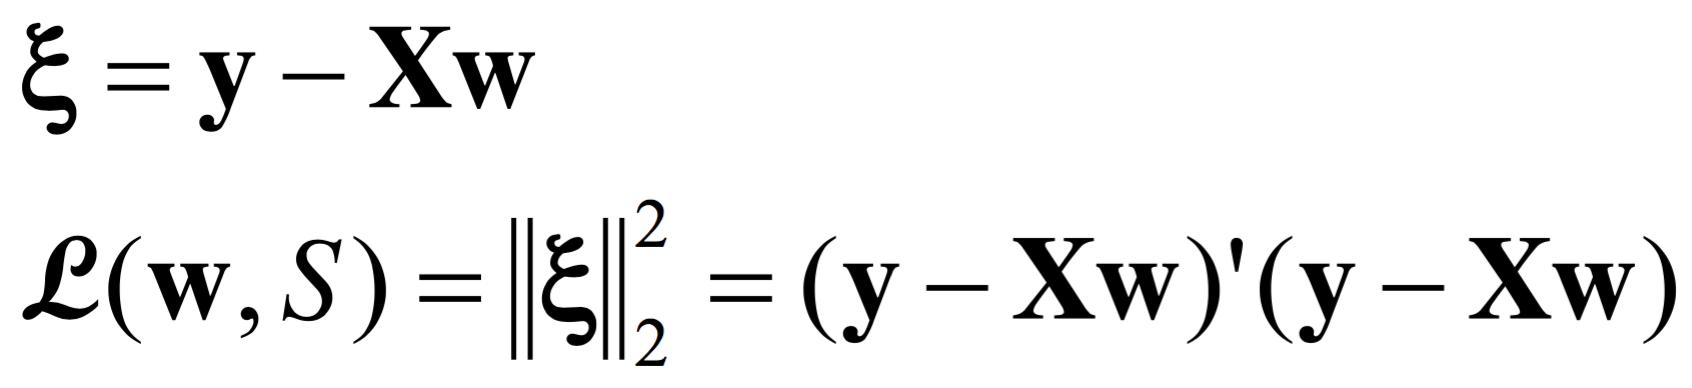 ξ = y − Xw
ℒ(w, S) = ‖ξ‖₂² = (y − Xw)'(y − Xw)